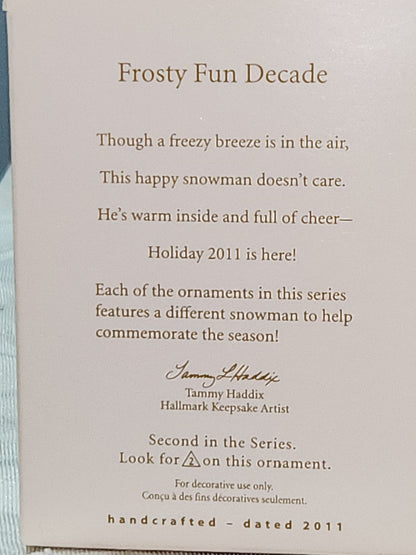 Frosty Fun Decade
Though a freezy breeze is in the air,
This happy snowman doesn't care.
He's warm inside and full of cheer—
Holiday 2011 is here!
Each of the ornaments in this series
features a different snowman to help
commemorate the season!
Tammy L Haddix
Tammy Haddix
Hallmark Keepsake Artist
Second in the Series.
Look for 2 on this ornament.
For decorative use only.
Conçu à des fins décoratives seulement.
handcrafted – dated 2011